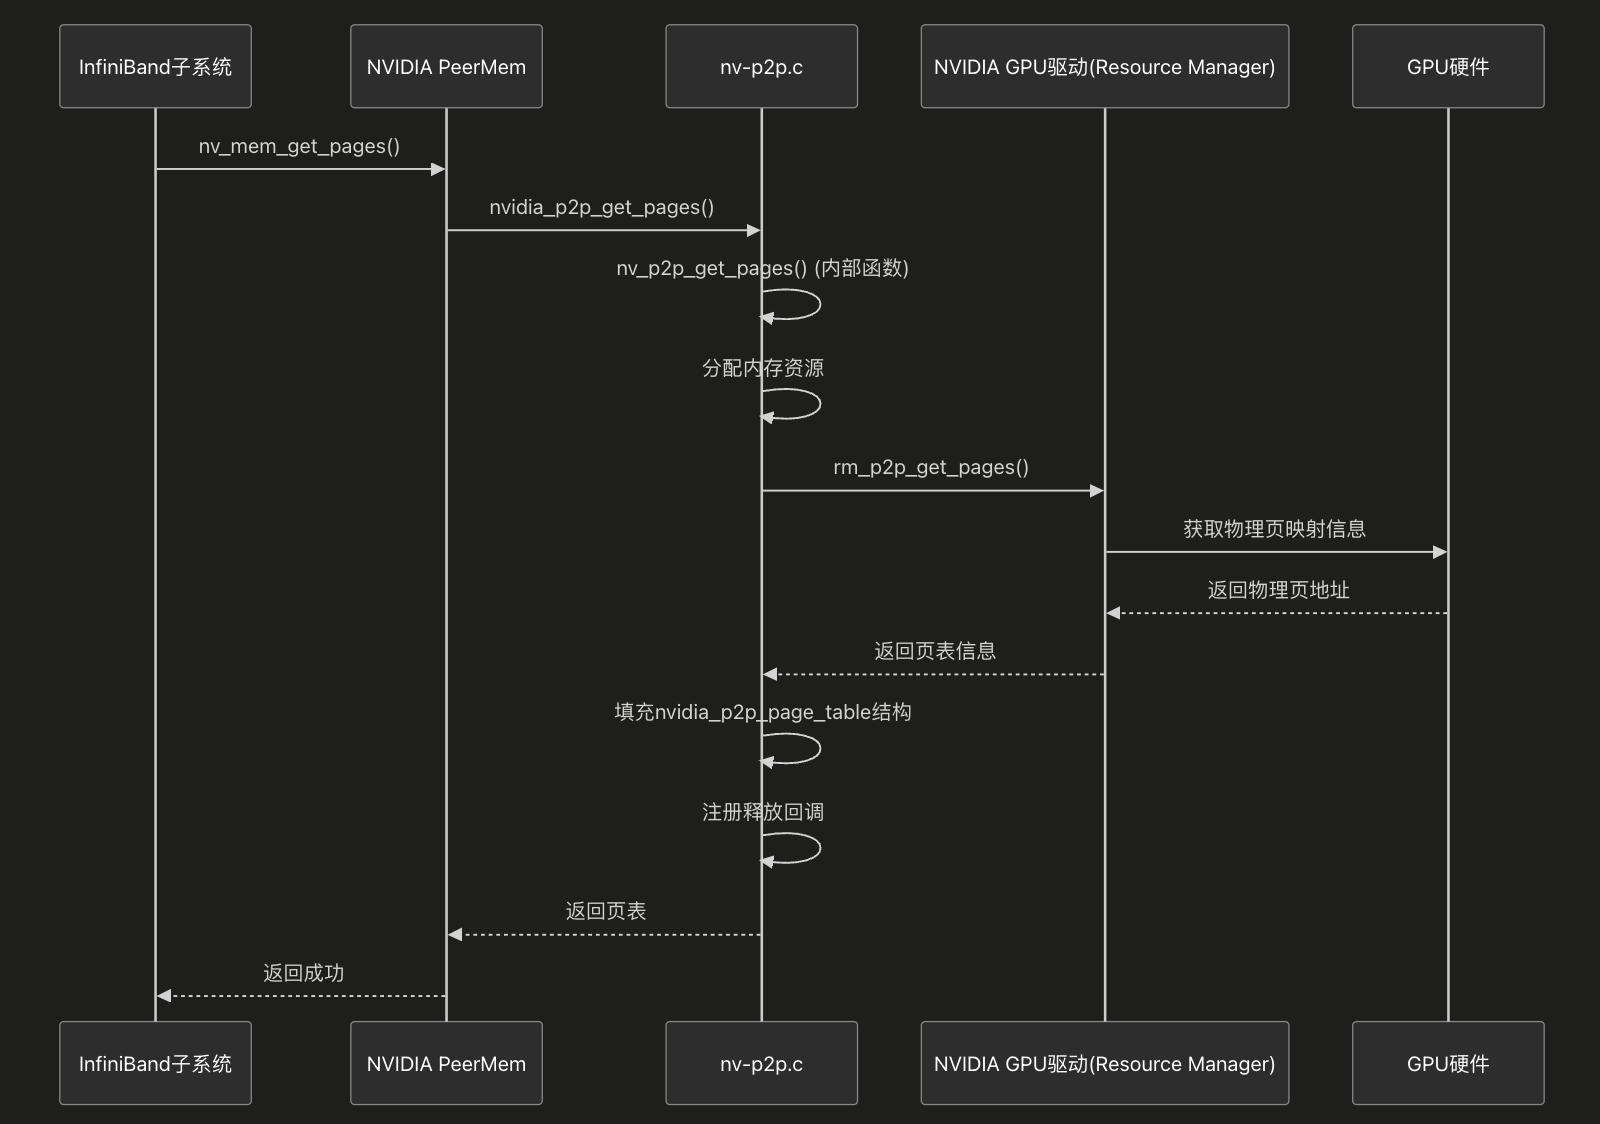 InfiniBand子系统
NVIDIA PeerMem
nv-p2p.c
NVIDIA GPU驱动(Resource Manager)
GPU硬件
nv_mem_get_pages()
nvidia_p2p_get_pages()
nv_p2p_get_pages() (内部函数)
分配内存资源
rm_p2p_get_pages()
获取物理页映射信息
返回物理页地址
返回页表信息
填充nvidia_p2p_page_table结构
注册释放回调
返回页表
返回成功
InfiniBand子系统
NVIDIA PeerMem
nv-p2p.c
NVIDIA GPU驱动(Resource Manager)
GPU硬件